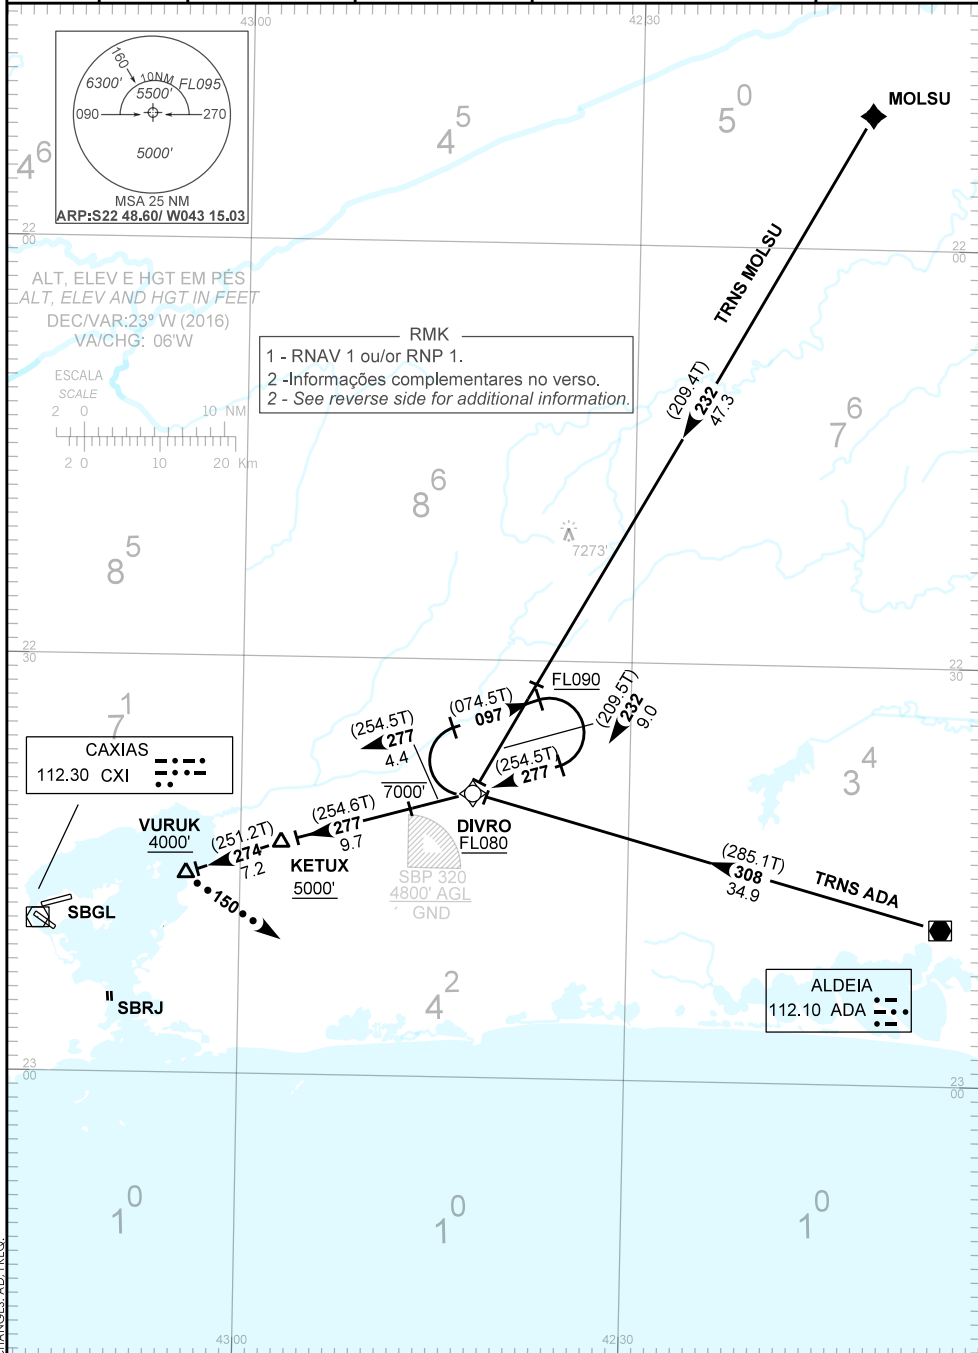 43
00
42
30
160
10NM
6300'
5500'
FL095
090
270
5000'
MSA 25 NM
ARP:S22 48.60/ W043 15.03
MOLSU
4 6
4 5
5 0
22
00
22
00
ALT, ELEV E HGT EM PÉS
ALT, ELEV AND HGT IN FEET
DEC/VAR:23° W (2016)
VA/CHG: 06'W
ESCALA
SCALE
2 0 10 NM
2 0 10 20 Km
RMK
1 - RNAV 1 ou/or RNP 1.
2 -Informações complementares no verso.
2 - See reverse side for additional information.
TRNS MOLSU
(209.4T)
232
47.3
7 6
8 6
8 5
7273'
22
30
22
30
FL090
7 1
(074.5T)
097
(209.5T)
232
9.0
(254.5T)
277
4.4
(254.5T)
277
3 4
CAXIAS
112.30 CXI
7000'
VURUK
4000'
(254.6T)
277
9.7
DIVRO
FL080
(251.2T)
274
7.2
KETUX
5000'
SBP 320
4800' AGL
GND
(285.1T)
308
34.9
TRNS ADA
150
SBGL
SBRJ
4 2
ALDEIA
112.10 ADA
23
00
23
00
1 0
1 0
1 0
43
00
42
30